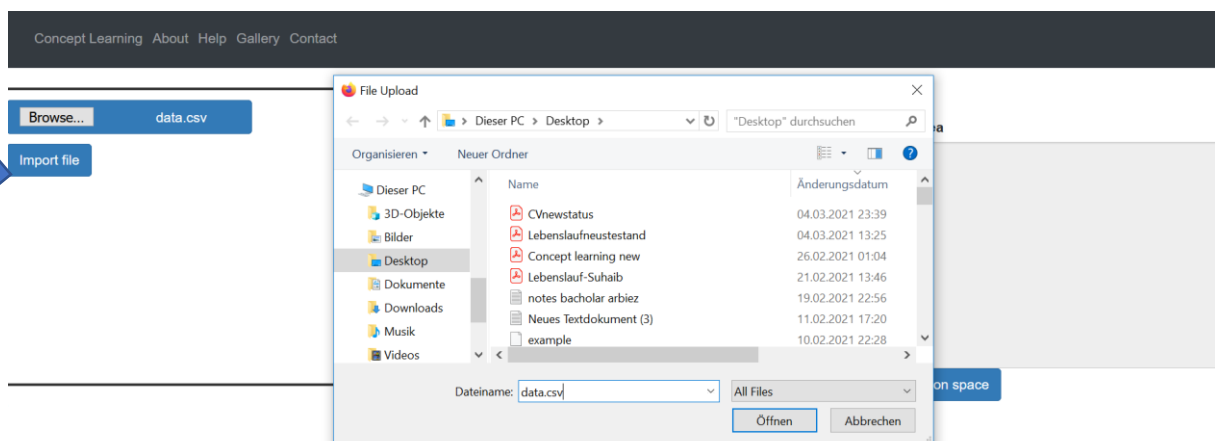 Concept Learning About Help Gallery Contact
File Upload
Browse... data.csv
Dieser PC > Desktop >
"Desktop" durchsuchen
Import file
Organisieren
Neuer Ordner
Name
Änderungsdatum
Dieser PC
3D-Objekte
Bilder
Desktop
Dokumente
Downloads
Musik
Videos
CVnewstatus 04.03.2021 23:39
Lebenslaufneustestand 04.03.2021 13:25
Concept learning new 26.02.2021 01:04
Lebenslauf-Suhaib 21.02.2021 13:46
notes bacholar arbiez 19.02.2021 22:56
Neues Textdokument (3) 11.02.2021 17:20
example 10.02.2021 22:28
Dateiname: data.csv
All Files
Öffnen
Abbrechen
on space